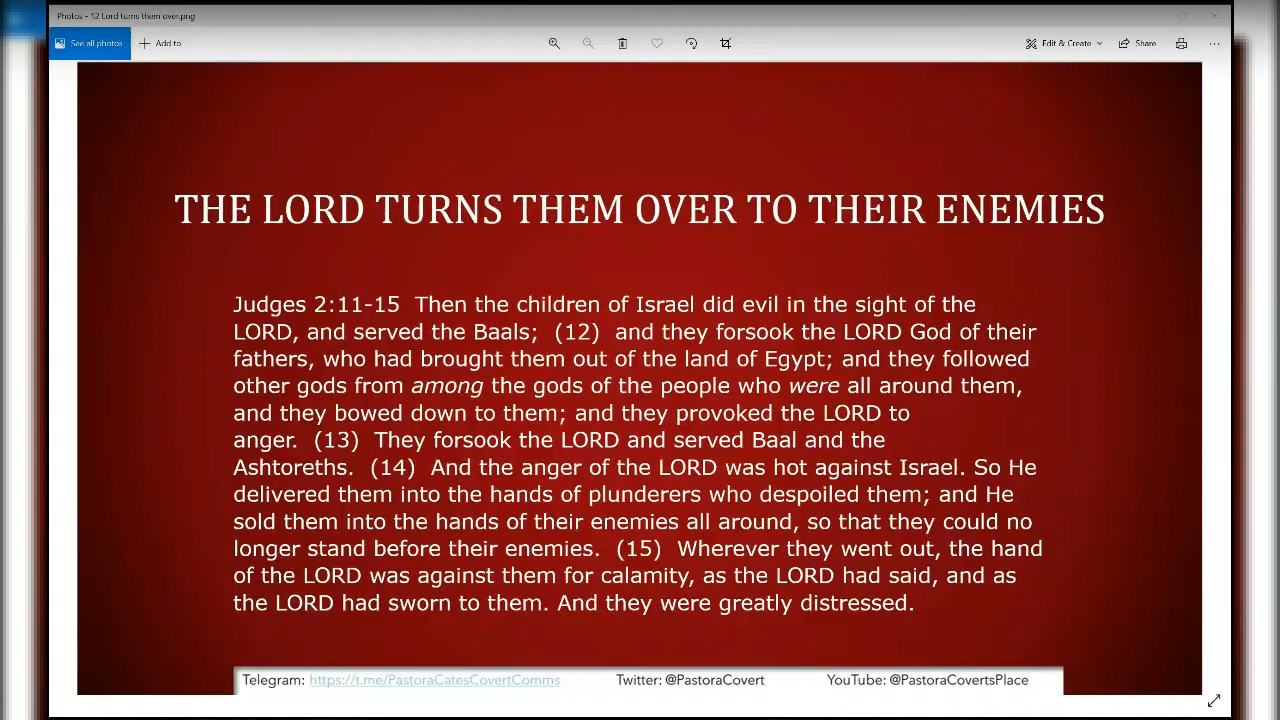 Photos - 12 Lord turns them over.png
See all photos
Add to
Edit & Create
Share
THE LORD TURNS THEM OVER TO THEIR ENEMIES
Judges 2:11-15  Then the children of Israel did evil in the sight of the
LORD, and served the Baals;  (12)  and they forsook the LORD God of their
fathers, who had brought them out of the land of Egypt; and they followed
other gods from among the gods of the people who were all around them,
and they bowed down to them; and they provoked the LORD to
anger.  (13)  They forsook the LORD and served Baal and the
Ashtoreths.  (14)  And the anger of the LORD was hot against Israel. So He
delivered them into the hands of plunderers who despoiled them; and He
sold them into the hands of their enemies all around, so that they could no
longer stand before their enemies.  (15)  Wherever they went out, the hand
of the LORD was against them for calamity, as the LORD had said, and as
the LORD had sworn to them. And they were greatly distressed.
Telegram: https://t.me/PastoraCatesCovertComms
Twitter: @PastoraCovert
YouTube: @PastoraCovertsPlace